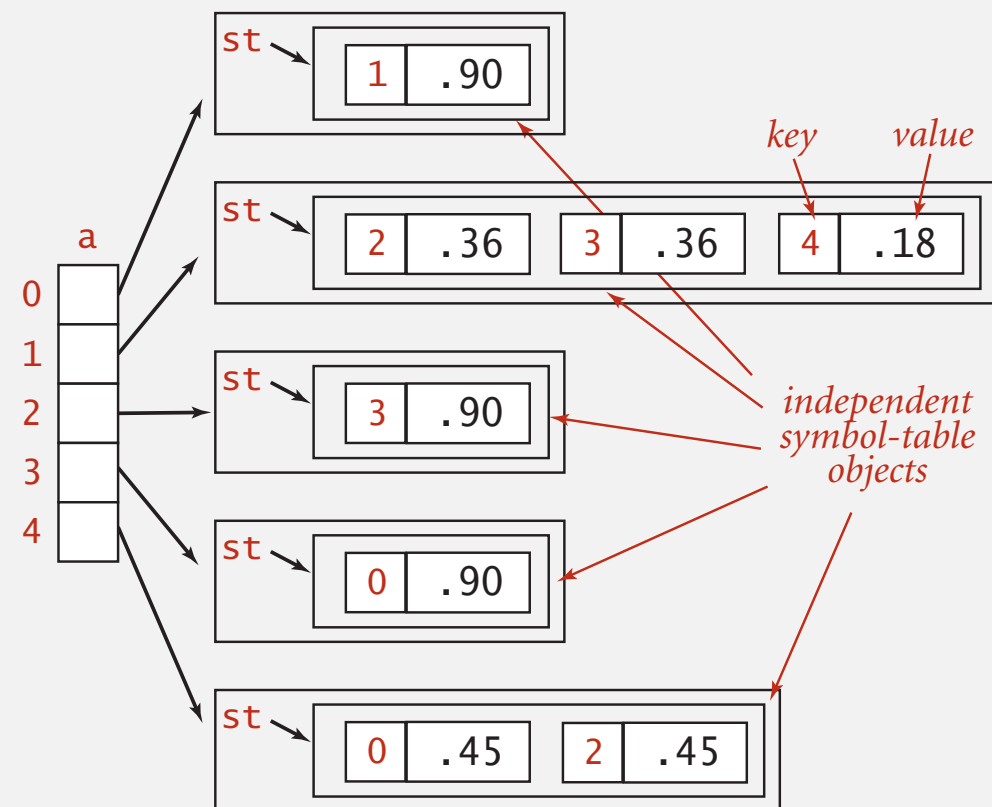 st
1 .90
key value
st
2 .36 3 .36 4 .18
a
0
1
2
3
4
st
3 .90
independent
symbol-table
objects
st
0 .90
st
0 .45 2 .45